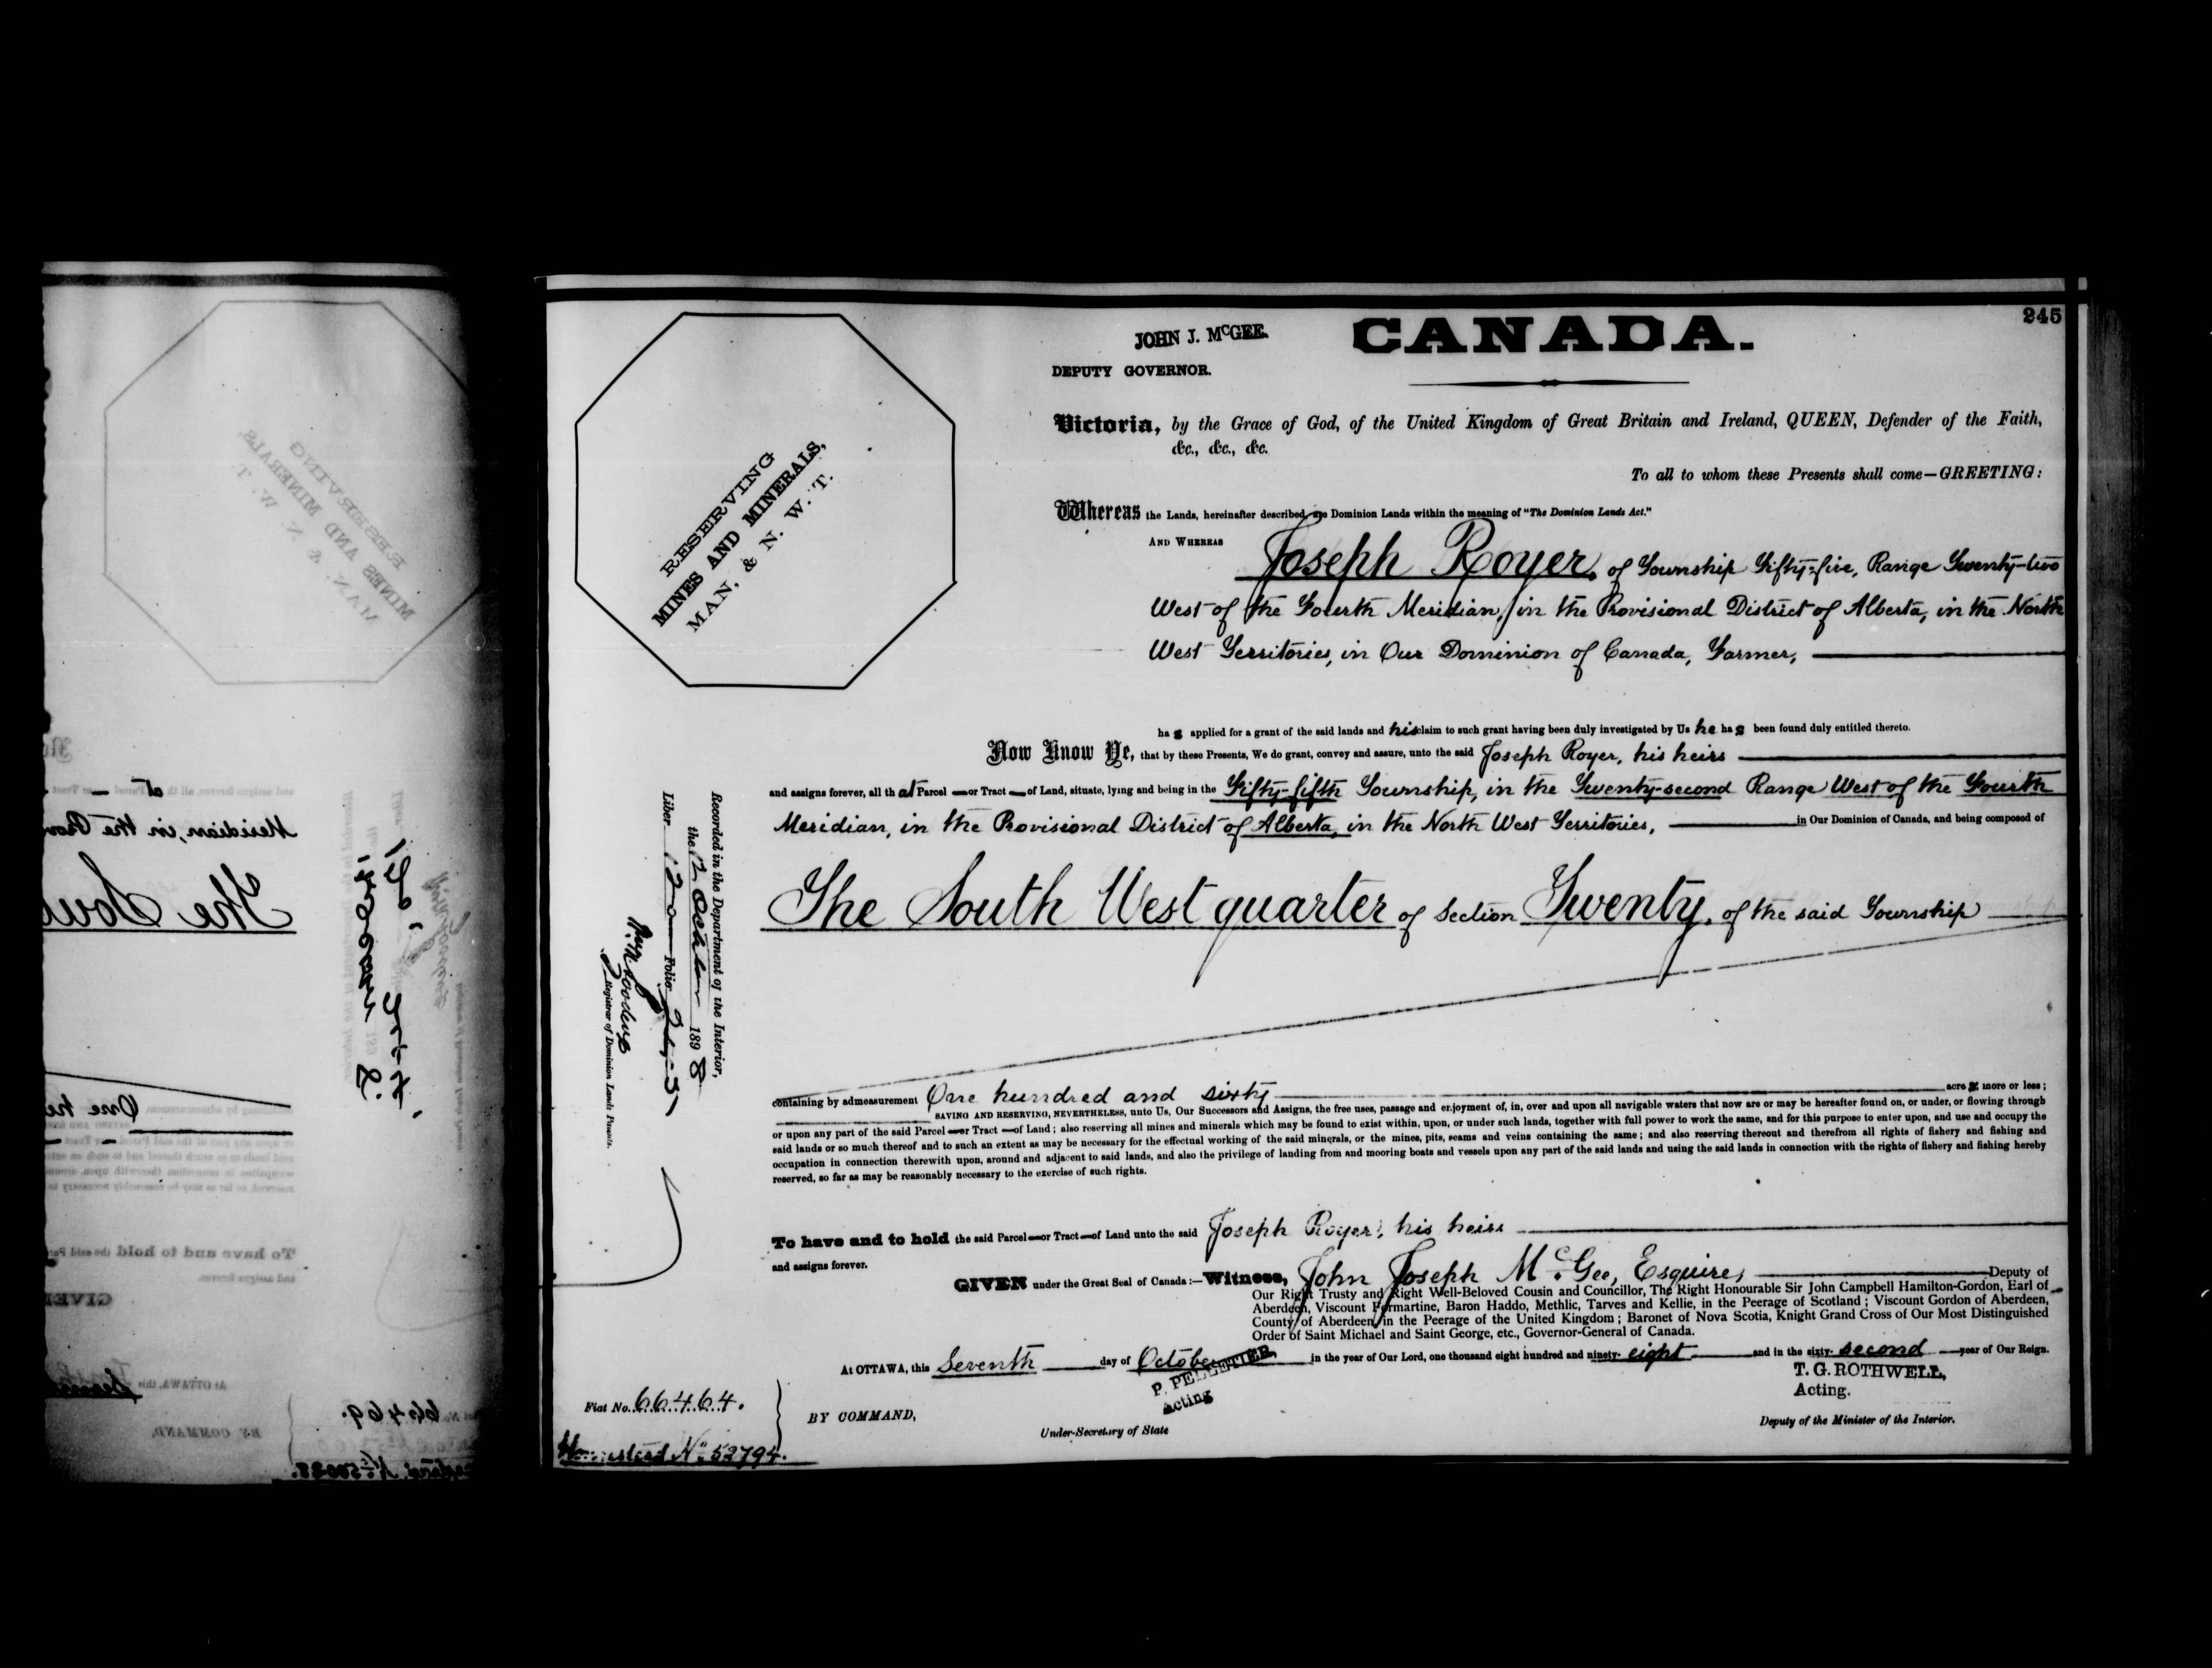 245
JOHN J. McGEE.
DEPUTY GOVERNOR.
CANADA.
RESERVING
MINES AND MINERALS,
MAN, & N. W. T.
Victoria, by the Grace of God, of the United Kingdom of Great Britain and Ireland, QUEEN, Defender of the Faith,
&c., &c., &c.
To all to whom these Presents shall come—GREETING:
Whereas the Lands, hereinafter described, are Dominion Lands within the meaning of "The Dominion Lands Act."
AND WHEREAS
Joseph Royer, of Township Fifty-five, Range Twenty-two
West of the Fourth Meridian, in the Provisional District of Alberta, in the North
West Territories, in Our Dominion of Canada, Farmer,
has applied for a grant of the said lands and his claim to such grant having been duly investigated by Us he has been found duly entitled thereto.
Now Know Ye, that by these Presents, We do grant, convey and assure, unto the said Joseph Royer, his heirs
and assigns forever, all that Parcel or Tract of Land, situate, lying and being in the Fifty-fifth Township, in the Twenty-second Range West of the Fourth
Meridian, in the Provisional District of Alberta, in the North West Territories, in Our Dominion of Canada, and being composed of
The South West quarter of Section Twenty, of the said Township
containing by admeasurement One hundred and sixty acres more or less;
SAVING AND RESERVING, NEVERTHELESS, unto Us, Our Successors and Assigns, the free uses, passage and enjoyment of, in, over and upon all navigable waters that now are or may be hereafter found on, or under, or flowing through
or upon any part of the said Parcel or Tract of Land; also reserving all mines and minerals which may be found to exist within, upon, or under such lands, together with full power to work the same, and for this purpose to enter upon, and use and occupy the
said lands or so much thereof and to such an extent as may be necessary for the effectual working of the said minerals, or the mines, pits, seams and veins containing the same; and also reserving thereout and therefrom all rights of fishery and fishing and
occupation in connection therewith upon, around and adjacent to said lands, and also the privilege of landing from and mooring boats and vessels upon any part of the said lands and using the said lands in connection with the rights of fishery and fishing hereby
reserved, so far as may be reasonably necessary to the exercise of such rights.
To have and to hold the said Parcel or Tract of Land unto the said Joseph Royer, his heirs
and assigns forever.
GIVEN under the Great Seal of Canada:—Witness, John Joseph McGee, Esquire, Deputy of
Our Right Trusty and Right Well-Beloved Cousin and Councillor, The Right Honourable Sir John Campbell Hamilton-Gordon, Earl of
Aberdeen, Viscount Formartine, Baron Haddo, Methlic, Tarves and Kellie, in the Peerage of Scotland; Viscount Gordon of Aberdeen,
County of Aberdeen, in the Peerage of the United Kingdom; Baronet of Nova Scotia, Knight Grand Cross of Our Most Distinguished
Order of Saint Michael and Saint George, etc., Governor-General of Canada.
At OTTAWA, this Seventh day of October in the year of Our Lord, one thousand eight hundred and ninety-eight and in the sixty-second year of Our Reign.
P. PELLETIER,
Acting
T. G. ROTHWELL,
Acting.
Fiat No. 66464.
BY COMMAND,
Under-Secretary of State
Deputy of the Minister of the Interior.
Homestead No. 52794.
Recorded in the Department of the Interior,
the 12 October 1898
Liber Folio
Registrar of Dominion Lands Patents.